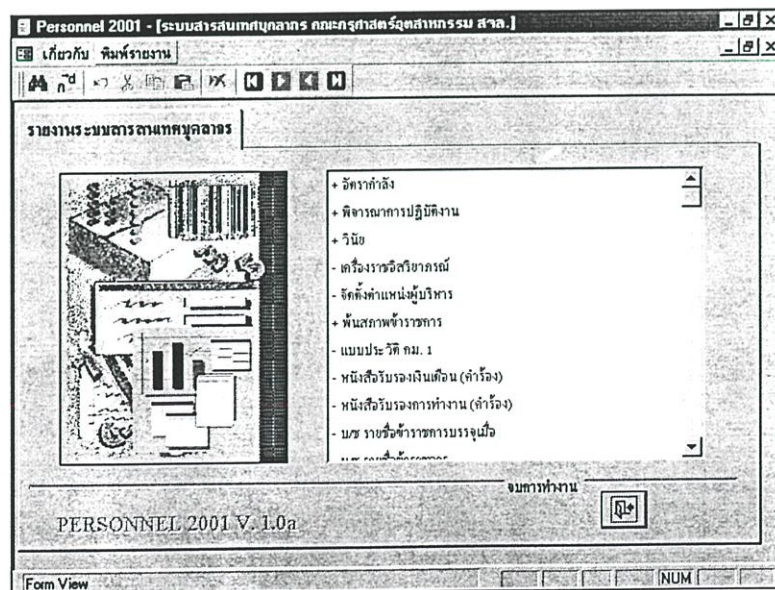 Personnel 2001 - [ระบบสารสนเทศบุคลากร คณะครุศาสตร์อุตสาหกรรม สจล.]
เกี่ยวกับ พิมพ์รายงาน
รายงานระบบสารสนเทศบุคลากร
+ อัตรากำลัง
+ พิจารณาการปฏิบัติงาน
+ วินัย
- เครื่องราชอิสริยาภรณ์
- จัดตั้งตำแหน่งผู้บริหาร
+ พ้นสภาพข้าราชการ
- แบบประวัติ กม. 1
- หนังสือรับรองเงินเดือน (คำร้อง)
- หนังสือรับรองการทำงาน (คำร้อง)
- บ/ช รายชื่อข้าราชการบรรจุเมื่อ
จบการทำงาน
PERSONNEL 2001 V. 1.0a
Form View
NUM